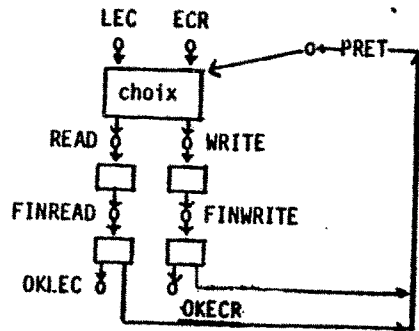 LEC ECR
PRET
choix
READ WRITE
FINREAD FINWRITE
OKLEC
OKECR